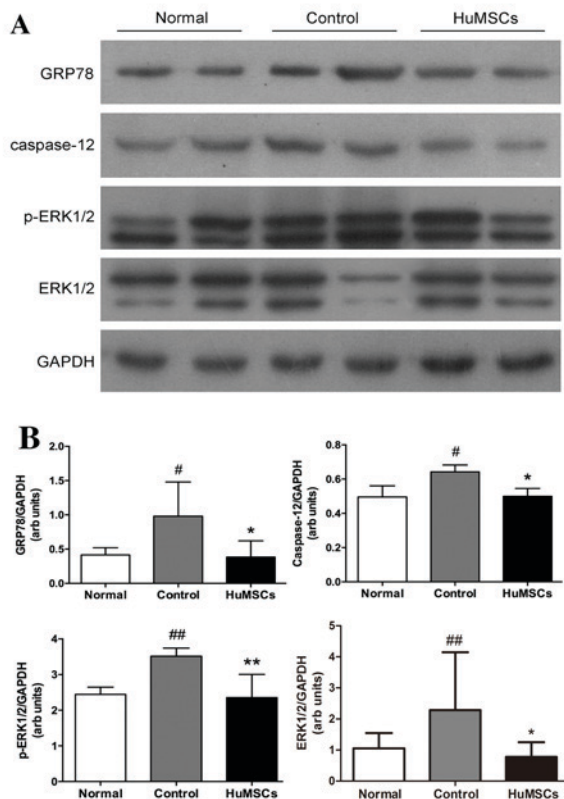 A
Normal Control HuMSCs
GRP78
caspase-12
p-ERK1/2
ERK1/2
GAPDH
B
GRP78/GAPDH
(arb units)
2.0
1.5
1.0
0.5
0.0
#
*
Normal Control HuMSCs
Caspase-12/GAPDH
(arb units)
0.8
0.6
0.4
0.2
0.0
#
*
Normal Control HuMSCs
p-ERK1/2/GAPDH
(arb units)
4
3
2
1
0
##
**
Normal Control HuMSCs
ERK1/2/GAPDH
(arb units)
5
4
3
2
1
0
##
*
Normal Control HuMSCs